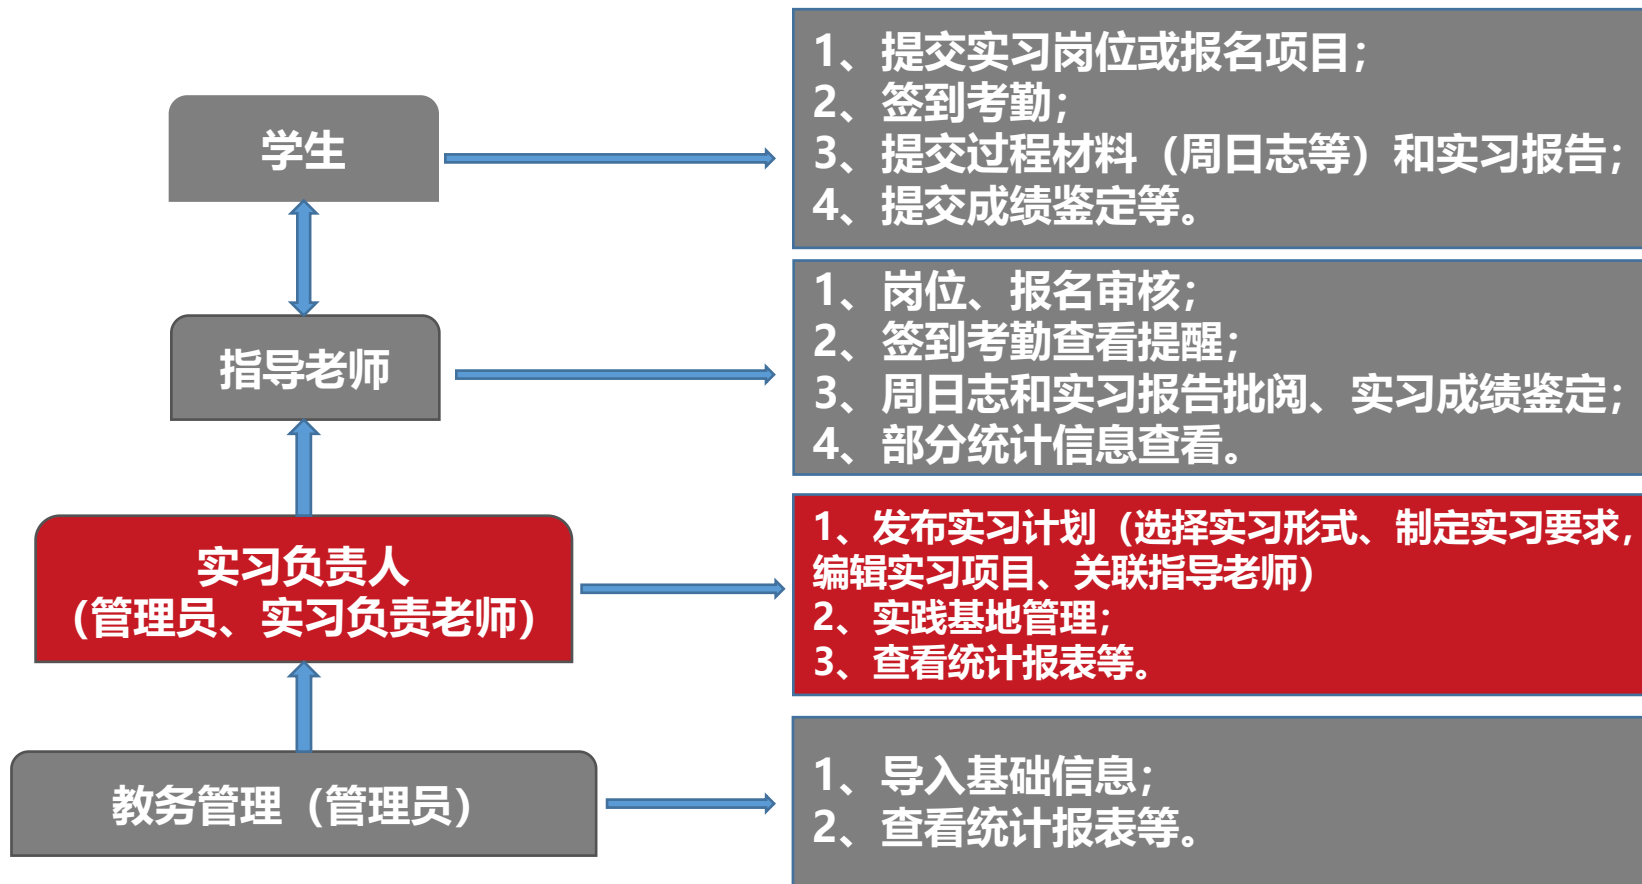 学生
1、提交实习岗位或报名项目；
2、签到考勤；
3、提交过程材料（周日志等）和实习报告；
4、提交成绩鉴定等。
指导老师
1、岗位、报名审核；
2、签到考勤查看提醒；
3、周日志和实习报告批阅、实习成绩鉴定；
4、部分统计信息查看。
实习负责人
（管理员、实习负责老师）
1、发布实习计划（选择实习形式、制定实习要求，
编辑实习项目、关联指导老师）
2、实践基地管理；
3、查看统计报表等。
教务管理（管理员）
1、导入基础信息；
2、查看统计报表等。